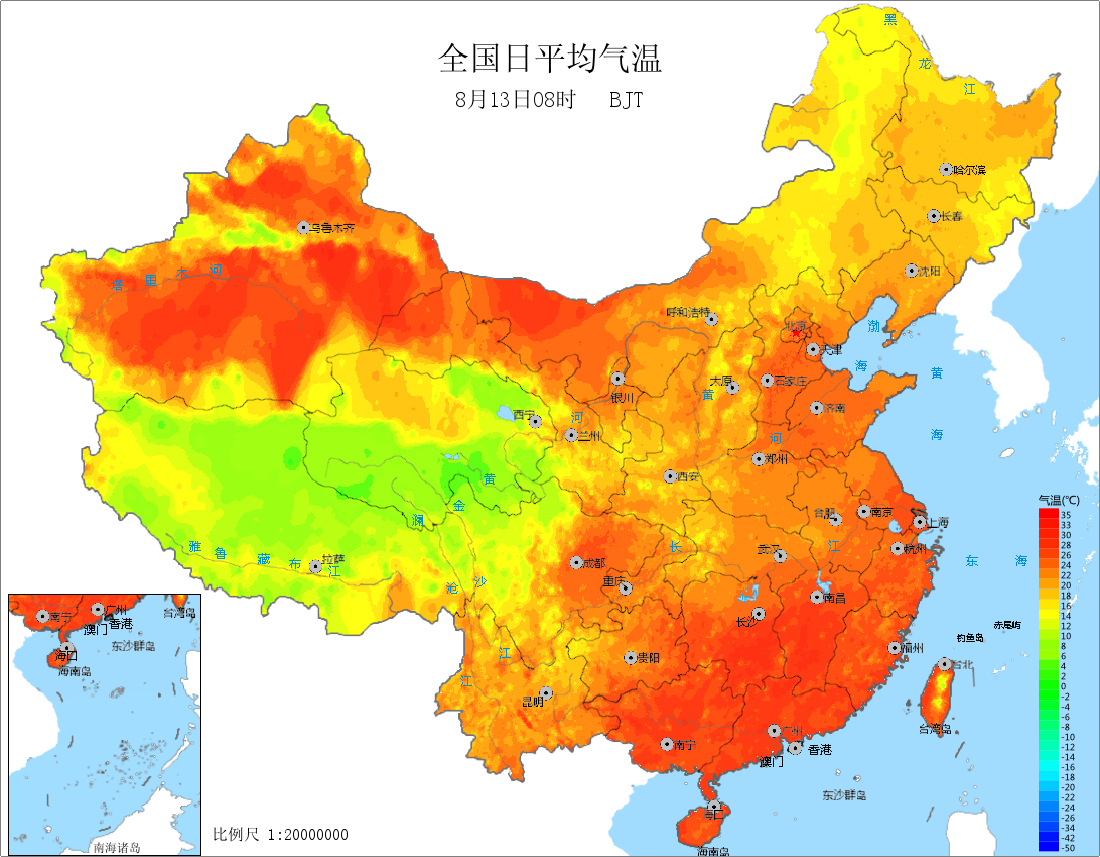 全国日平均气温
8月13日08时 BJT
黑
龙
江
哈尔滨
长春
乌鲁木齐
塔 里 木 河
沈阳
呼和浩特
北京
渤
天津
海
黄
太原
石家庄
银川
黄
济南
西宁
河
兰州
河
海
郑州
西安
黄
金
澜
气温(℃)
合肥
南京
上海
雅 鲁 藏 布 江
拉萨
长
武汉
江
杭州
东 海
成都
重庆
沧 沙
南昌
长沙
赤尾屿
钓鱼岛
江
贵阳
福州
台北
江
昆明
台湾岛
南宁
广州
香港
澳门
东沙群岛
海口
海南岛
35
33
30
28
26
24
22
20
18
16
14
12
10
8
6
4
2
0
-2
-4
-6
-8
-10
-12
-14
-16
-18
-20
-22
-24
-26
-34
-42
-50
南宁
广州
台湾岛
香港
澳门
东沙群岛
海口
海南岛
南海诸岛
比例尺 1:20000000